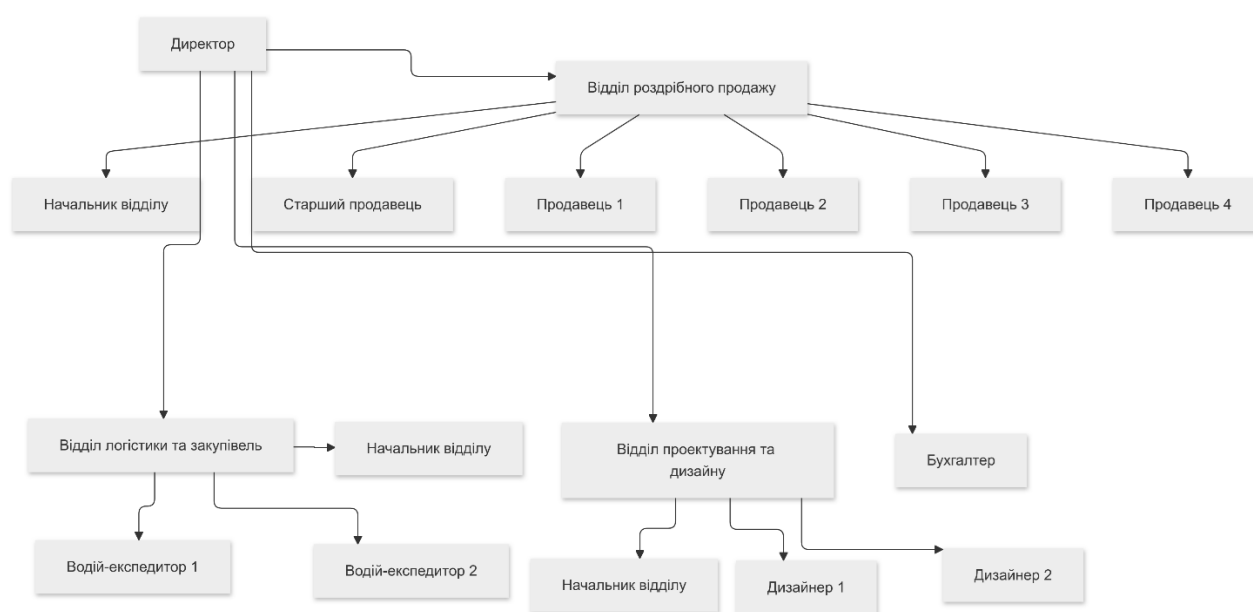 Директор
Відділ роздрібного продажу
Начальник відділу
Старший продавець
Продавець 1
Продавець 2
Продавець 3
Продавець 4
Відділ логістики та закупівель
Начальник відділу
Відділ проектування та
дизайну
Бухгалтер
Водій-експедитор 1
Водій-експедитор 2
Начальник відділу
Дизайнер 1
Дизайнер 2